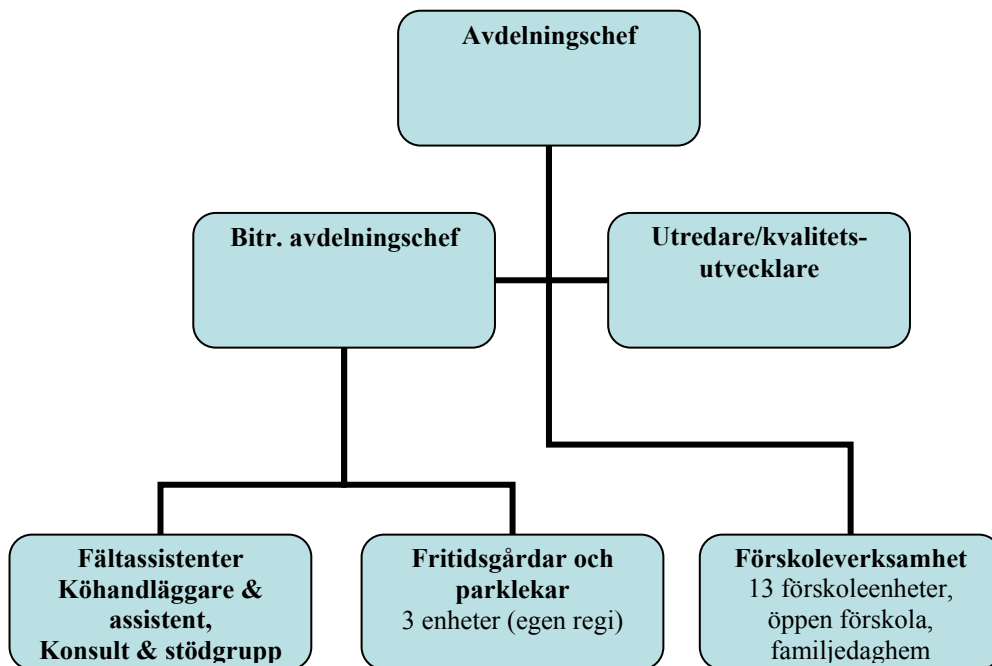 Avdelningschef
Bitr. avdelningschef
Utredare/kvalitets-
utvecklare
Fältassistenter
Köhandläggare &
assistent,
Konsult & stödgrupp
Fritidsgårdar och
parklekar
3 enheter (egen regi)
Förskoleverksamhet
13 förskoleenheter,
öppen förskola,
familjedaghem